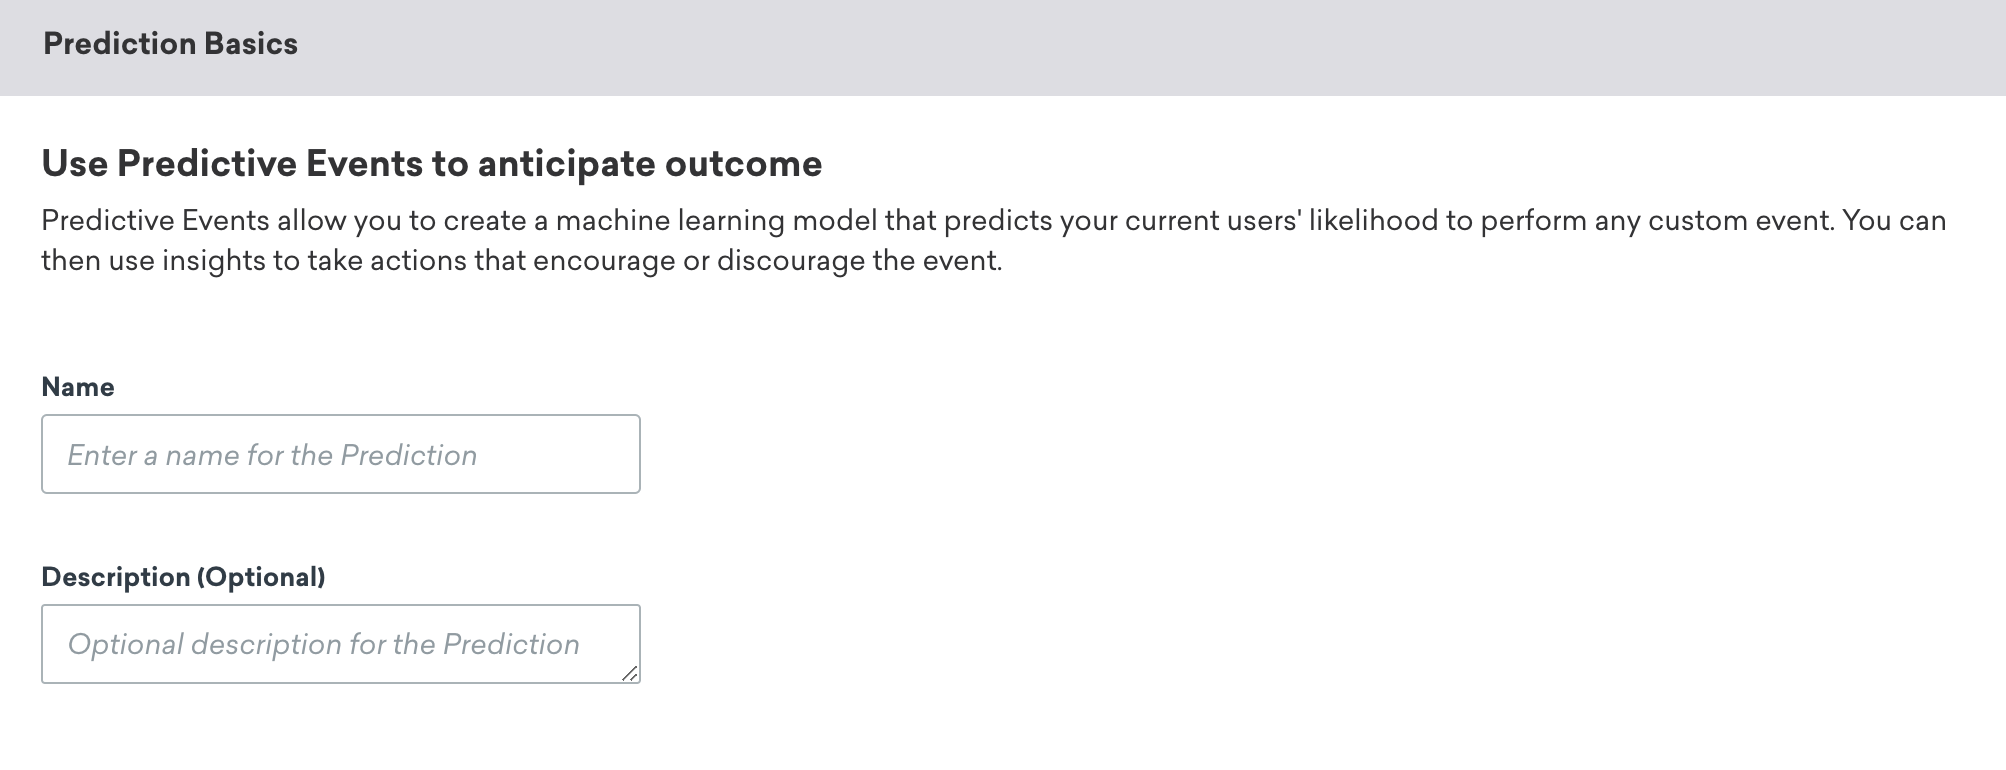 Prediction Basics
Use Predictive Events to anticipate outcome
Predictive Events allow you to create a machine learning model that predicts your current users' likelihood to perform any custom event. You can
then use insights to take actions that encourage or discourage the event.
Name
Enter a name for the Prediction
Description (Optional)
Optional description for the Prediction